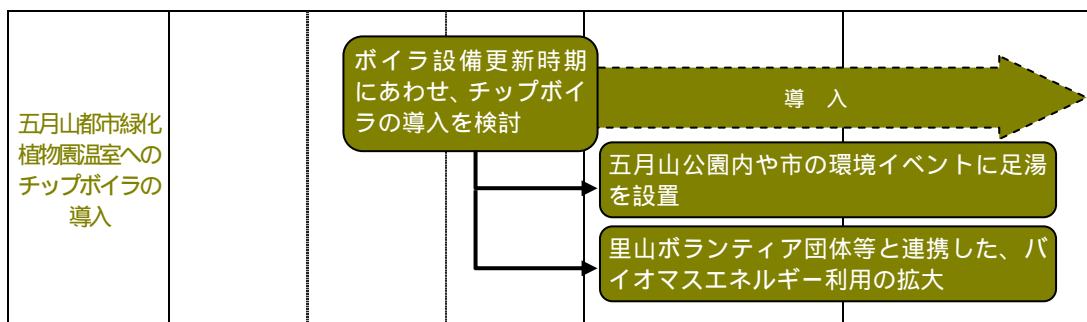 五月山都市緑化
植物園温室への
チップボイラの
導入
ボイラ設備更新時期
にあわせ、チップボイ
ラの導入を検討
導 入
五月山公園内や市の環境イベントに足湯
を設置
里山ボランティア団体等と連携した、バ
イオマスエネルギー利用の拡大